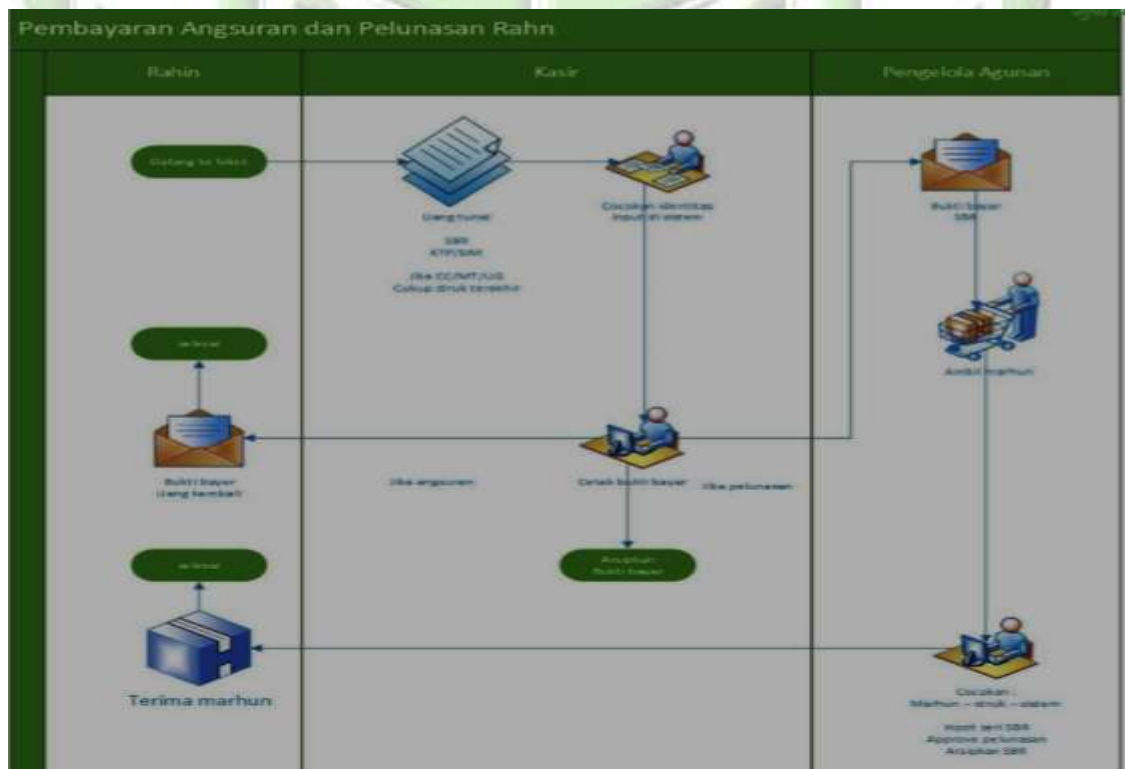 Pembayaran Angsuran dan Pelunasan Rahn
Rahin
Kasir
Pengelola Agunan
Datang ke
Uang tunai
SBR
KTP/SIM
Jika CC/MT/UG
Cukup struk terakhir
Cocokan identitas
Input di sistem
Bukti bayar
SBR
Ambil marhun
selesai
Bukti bayar
Uang kembali
Jika angsuran
Cetak bukti bayar
Jika pelunasan
Arsipkan
Bukti bayar
selesai
Terima marhun
Cocokan :
Marhun – struk – sistem
Input seri SBR
Approve pelunasan
Arsipkan SBR